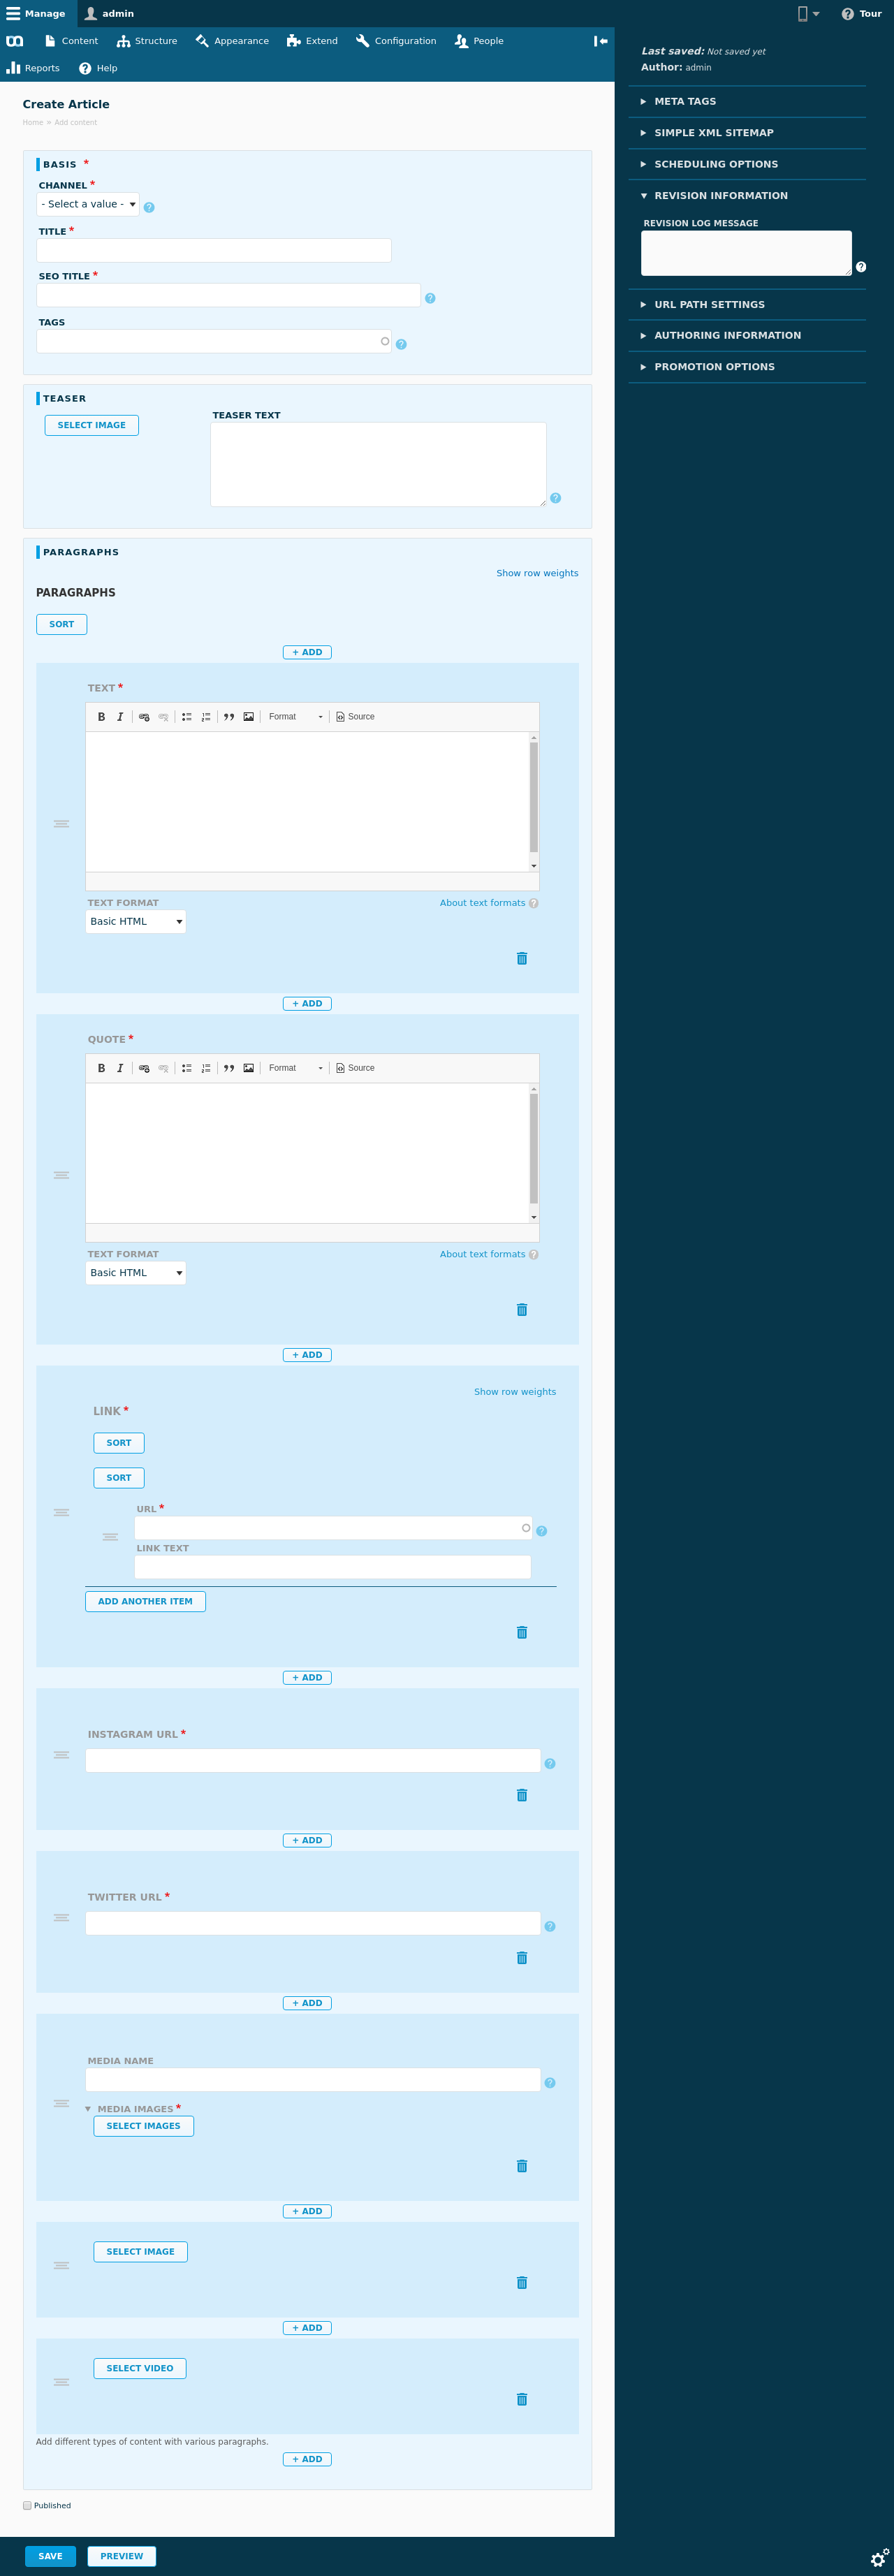 Manage admin Tour
Content Structure Appearance Extend Configuration People
Reports Help
Create Article
Home » Add content
BASIS *
CHANNEL *
- Select a value -
TITLE *
SEO TITLE *
TAGS
TEASER
SELECT IMAGE
TEASER TEXT
PARAGRAPHS
Show row weights
PARAGRAPHS
SORT
+ ADD
TEXT *
Format Source
TEXT FORMAT About text formats
Basic HTML
+ ADD
QUOTE *
Format Source
TEXT FORMAT About text formats
Basic HTML
+ ADD
Show row weights
LINK *
SORT
SORT
URL *
LINK TEXT
ADD ANOTHER ITEM
+ ADD
INSTAGRAM URL *
+ ADD
TWITTER URL *
+ ADD
MEDIA NAME
MEDIA IMAGES *
SELECT IMAGES
+ ADD
SELECT IMAGE
+ ADD
SELECT VIDEO
Add different types of content with various paragraphs.
+ ADD
Published
SAVE PREVIEW
Last saved: Not saved yet
Author: admin
META TAGS
SIMPLE XML SITEMAP
SCHEDULING OPTIONS
REVISION INFORMATION
REVISION LOG MESSAGE
URL PATH SETTINGS
AUTHORING INFORMATION
PROMOTION OPTIONS